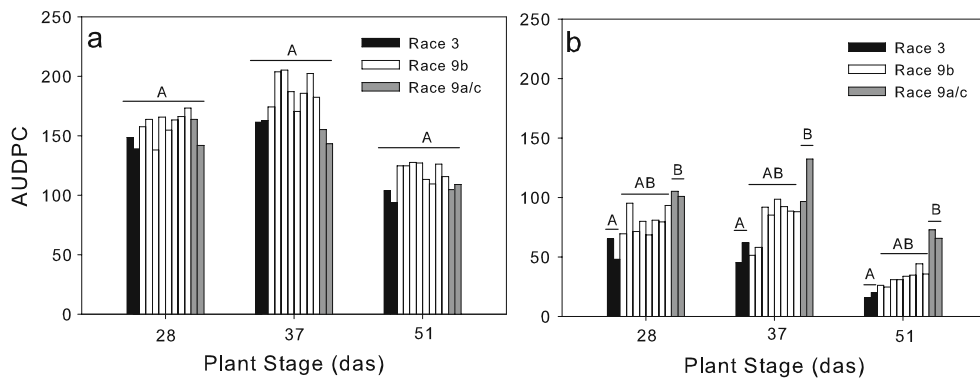 a
AUDPC
250
200
150
100
50
0
A
A
A
Race 3
Race 9b
Race 9a/c
28
37
51
Plant Stage (das)
b
250
200
150
100
50
0
A
AB
B
A
AB
B
A
AB
B
Race 3
Race 9b
Race 9a/c
28
37
51
Plant Stage (das)